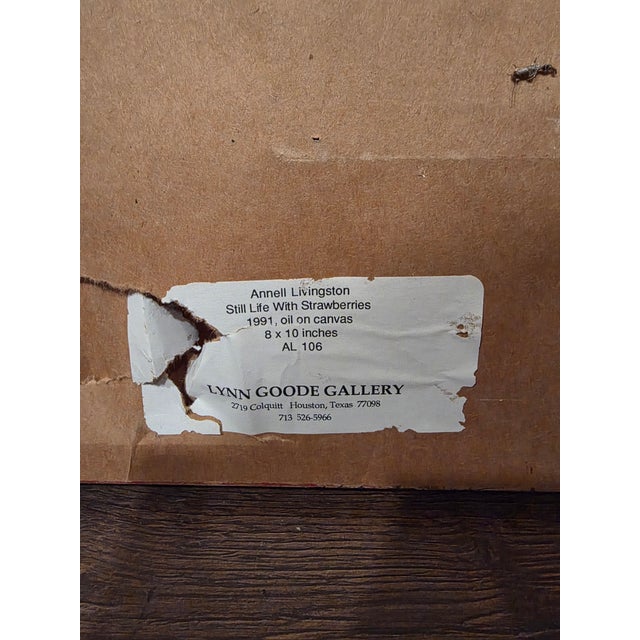 Annell Livingston
Still Life With Strawberries
1991, oil on canvas
8 x 10 inches
AL 106
LYNN GOODE GALLERY
2719 Colquitt Houston, Texas 77098
713 526-5966